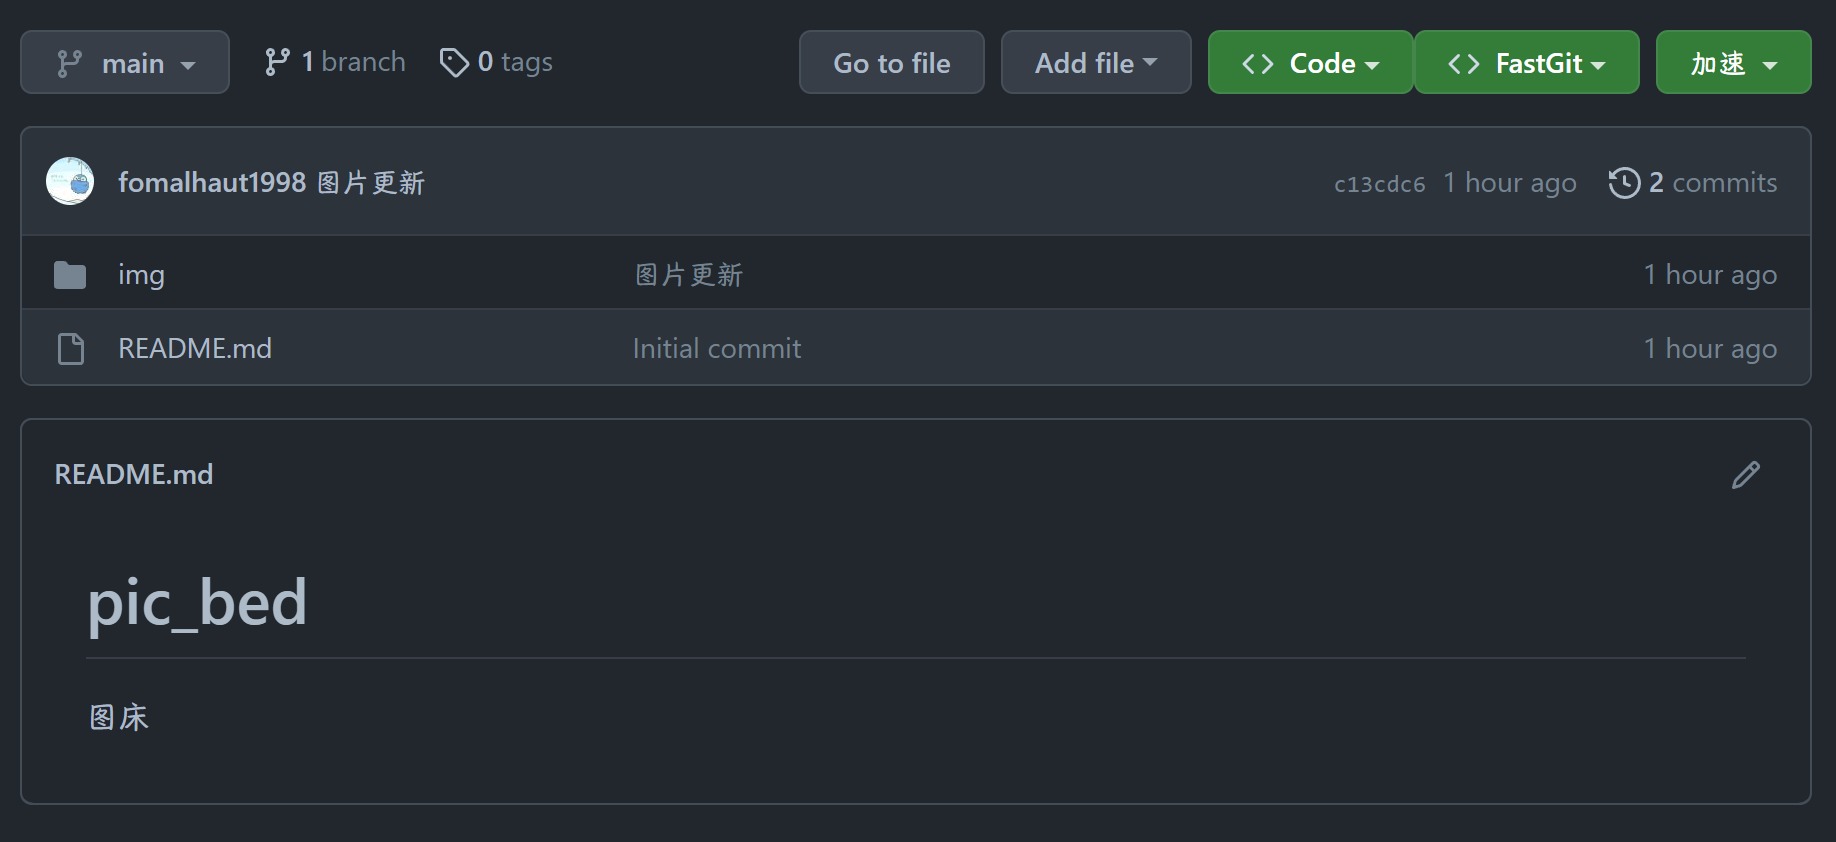 main 1 branch 0 tags Go to file Add file Code FastGit 加速
fomalhaut1998 图片更新 c13cdc6 1 hour ago 2 commits
img 图片更新 1 hour ago
README.md Initial commit 1 hour ago
README.md
pic_bed
图床